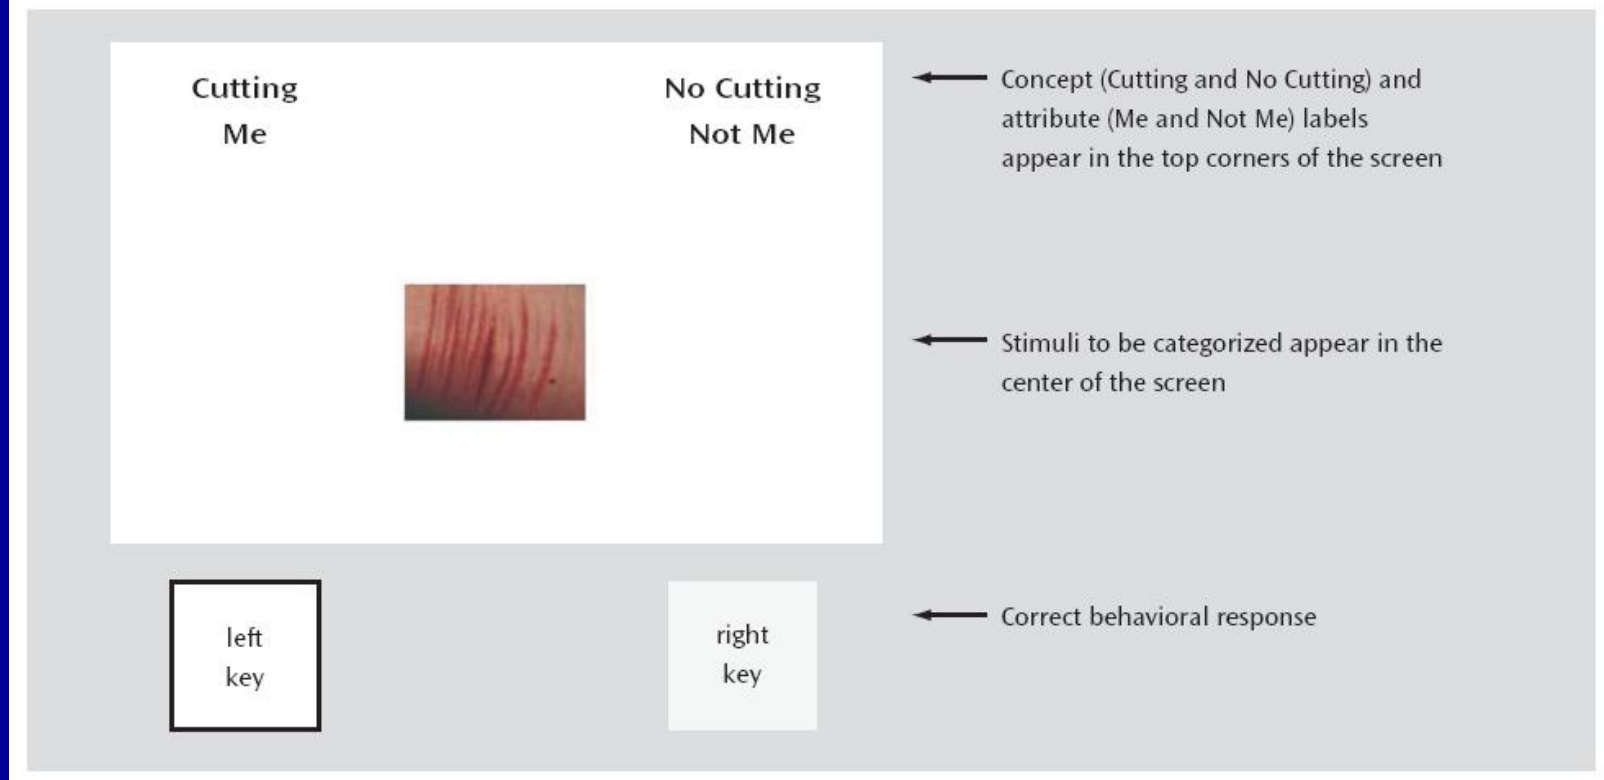 Cutting
Me
No Cutting
Not Me
Concept (Cutting and No Cutting) and
attribute (Me and Not Me) labels
appear in the top corners of the screen
Stimuli to be categorized appear in the
center of the screen
left
key
right
key
Correct behavioral response